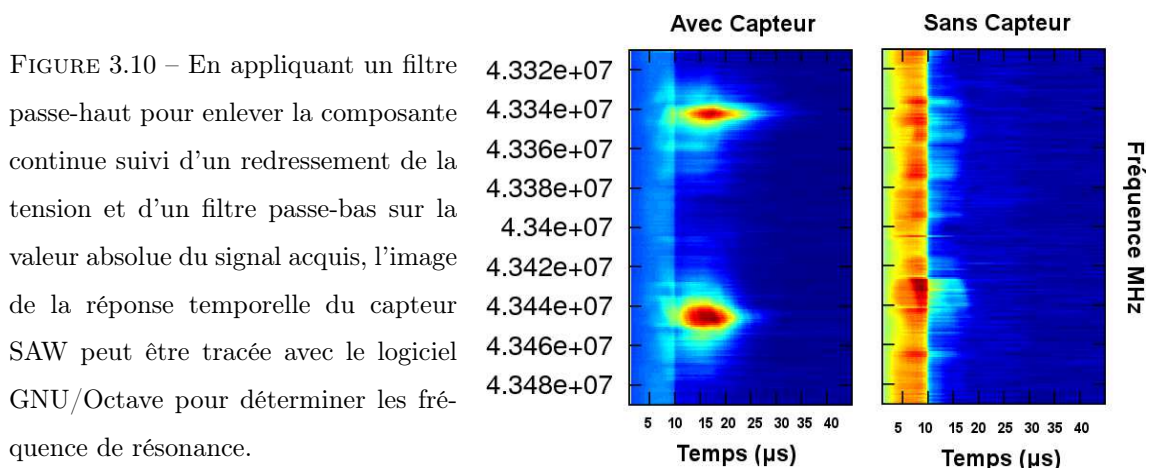 FIGURE 3.10 – En appliquant un filtre
passe-haut pour enlever la composante
continue suivi d'un redressement de la
tension et d'un filtre passe-bas sur la
valeur absolue du signal acquis, l'image
de la réponse temporelle du capteur
SAW peut être tracée avec le logiciel
GNU/Octave pour déterminer les fré-
quence de résonance.
Avec Capteur
4.332e+07
4.334e+07
4.336e+07
4.338e+07
4.34e+07
4.342e+07
4.344e+07
4.346e+07
4.348e+07
5 10 15 20 25 30 35 40
Temps (µs)
Sans Capteur
5 10 15 20 25 30 35 40
Temps (µs)
Fréquence MHz